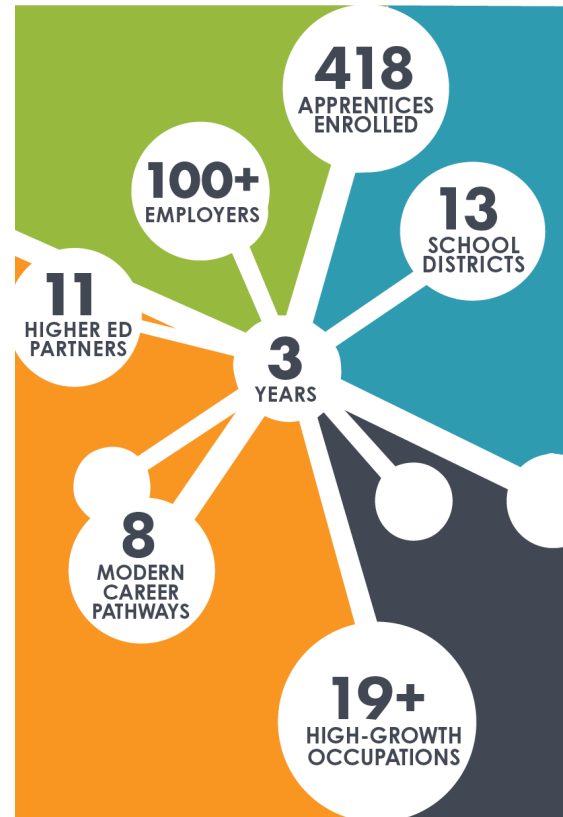 418
APPRENTICES
ENROLLED
100+
EMPLOYERS
13
SCHOOL
DISTRICTS
11
HIGHER ED
PARTNERS
3
YEARS
8
MODERN
CAREER
PATHWAYS
19+
HIGH-GROWTH
OCCUPATIONS